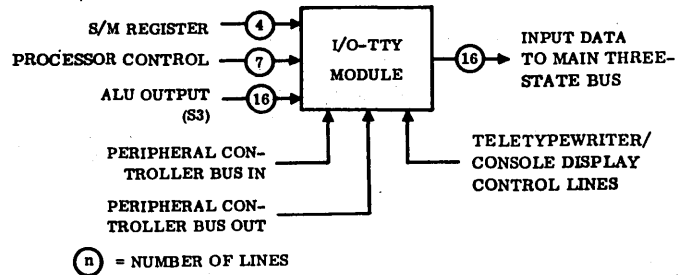 S/M REGISTER
4
PROCESSOR CONTROL
7
ALU OUTPUT
(S3)
16
I/O-TTY
MODULE
16
INPUT DATA
TO MAIN THREE-
STATE BUS
PERIPHERAL CON-
TROLLER BUS IN
PERIPHERAL CON-
TROLLER BUS OUT
TELETYPEWRITER/
CONSOLE DISPLAY
CONTROL LINES
n = NUMBER OF LINES